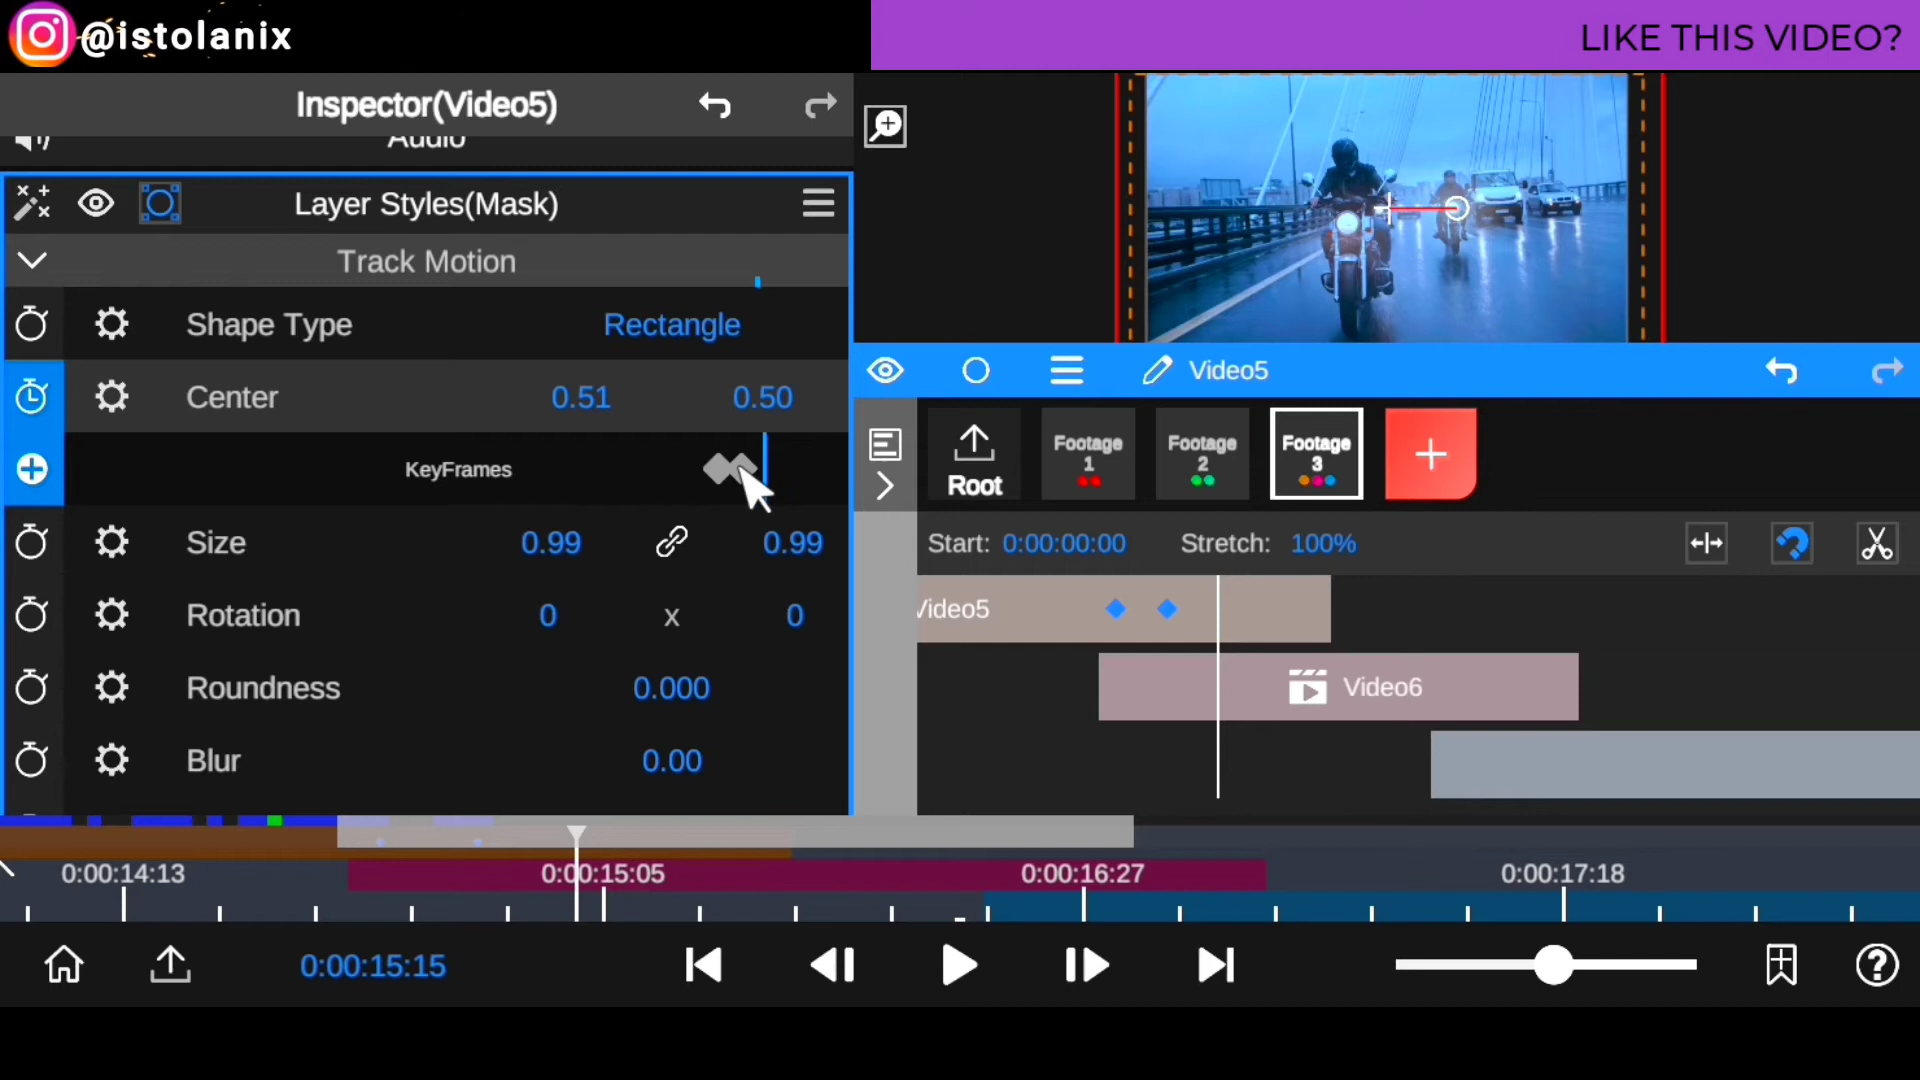 @istolanix
LIKE THIS VIDEO?
Inspector(Video5)
Audio
Layer Styles(Mask)
Track Motion
Shape Type Rectangle
Center 0.51 0.50
KeyFrames
Size 0.99 0.99
Rotation 0 x 0
Roundness 0.000
Blur 0.00
Video5
Root
Footage 1
Footage 2
Footage 3
Start: 0:00:00:00 Stretch: 100%
Video5
Video6
0:00:14:13 0:00:15:05 0:00:16:27 0:00:17:18
0:00:15:15